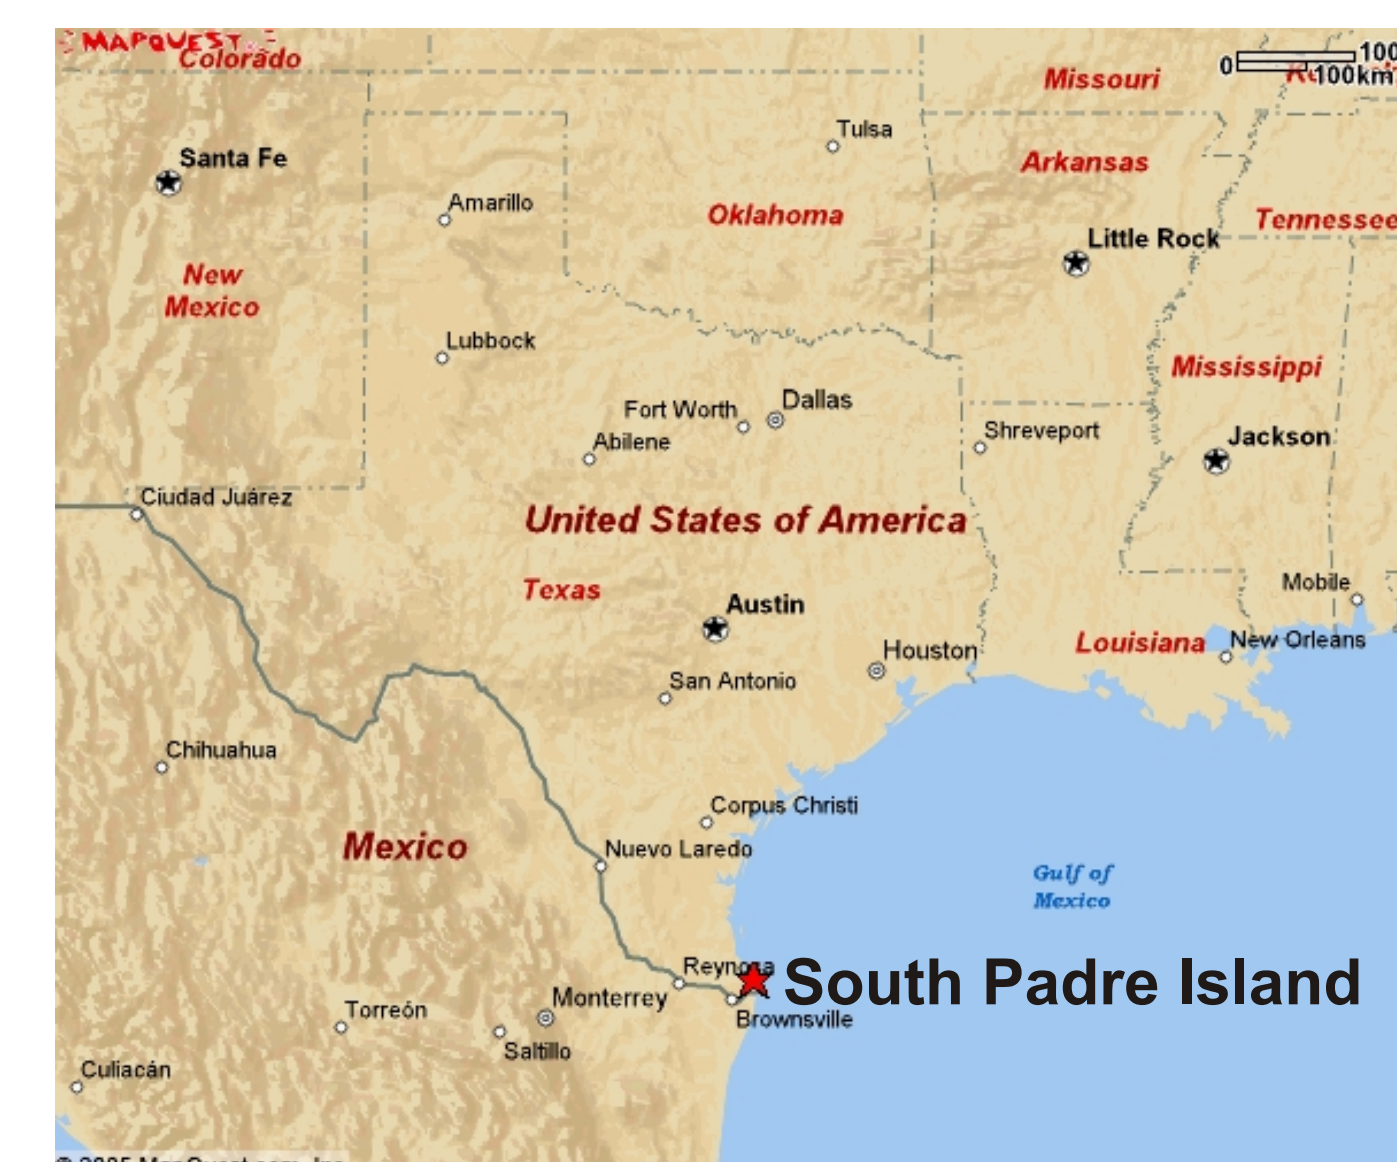 MAPQUEST
Colorado
0
100
100km
Missouri
Tulsa
Santa Fe
Arkansas
Amarillo
Oklahoma
Tennessee
Little Rock
New
Mexico
Lubbock
Mississippi
Dallas
Fort Worth
Abilene
Shreveport
Jackson
Ciudad Juárez
United States of America
Texas
Mobile
Austin
Louisiana
New Orleans
Houston
San Antonio
Chihuahua
Corpus Christi
Mexico
Nuevo Laredo
Gulf of
Mexico
Reynosa
South Padre Island
Monterrey
Torreón
Brownsville
Saltillo
Culiacán